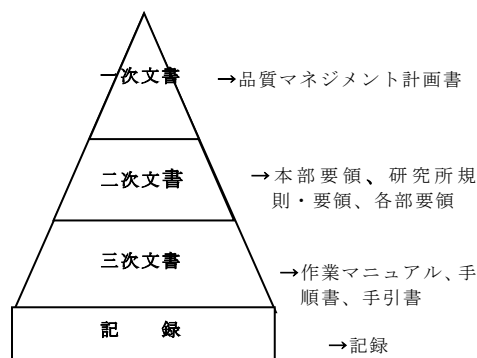 一次文書
→品質マネジメント計画書
二次文書
→本部要領、研究所規
則・要領、各部要領
三次文書
→作業マニュアル、手
順書、手引書
記　録
→記録